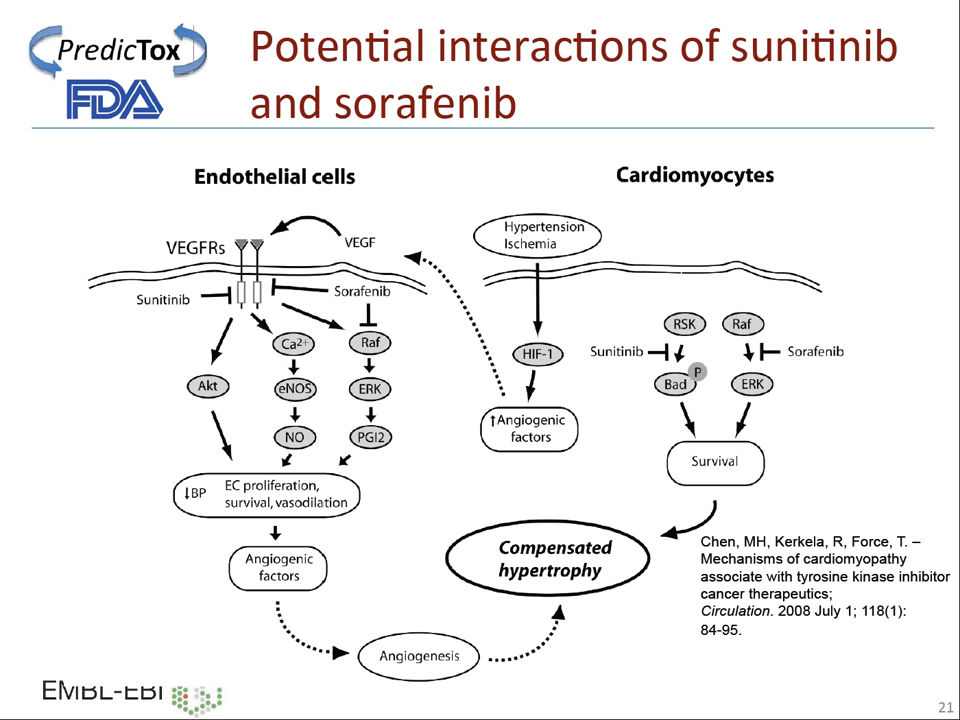 PredicTox
FDA
Potential interactions of sunitinib
and sorafenib
Endothelial cells
Cardiomyocytes
VEGFRs
VEGF
Hypertension
Ischemia
Sunitinib
Sorafenib
Ca2+
Raf
Akt
eNOS
ERK
NO
PGI2
↓BP
EC proliferation,
survival, vasodilation
Angiogenic
factors
HIF-1
↑Angiogenic
factors
RSK
Raf
Sunitinib
Sorafenib
P
Bad
ERK
Survival
Compensated
hypertrophy
Angiogenesis
Chen, MH, Kerkela, R, Force, T. –
Mechanisms of cardiomyopathy
associate with tyrosine kinase inhibitor
cancer therapeutics;
Circulation. 2008 July 1; 118(1):
84-95.
EMBL-EBI
21